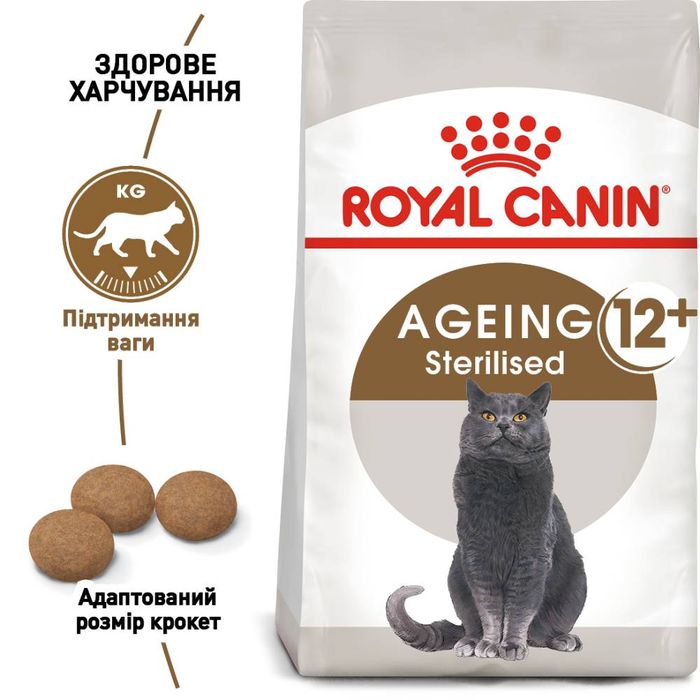 ЗДОРОВЕ
ХАРЧУВАННЯ
KG
Підтримання
ваги
Адаптований
розмір крокет
ROYAL CANIN
AGEING 12+
Sterilised